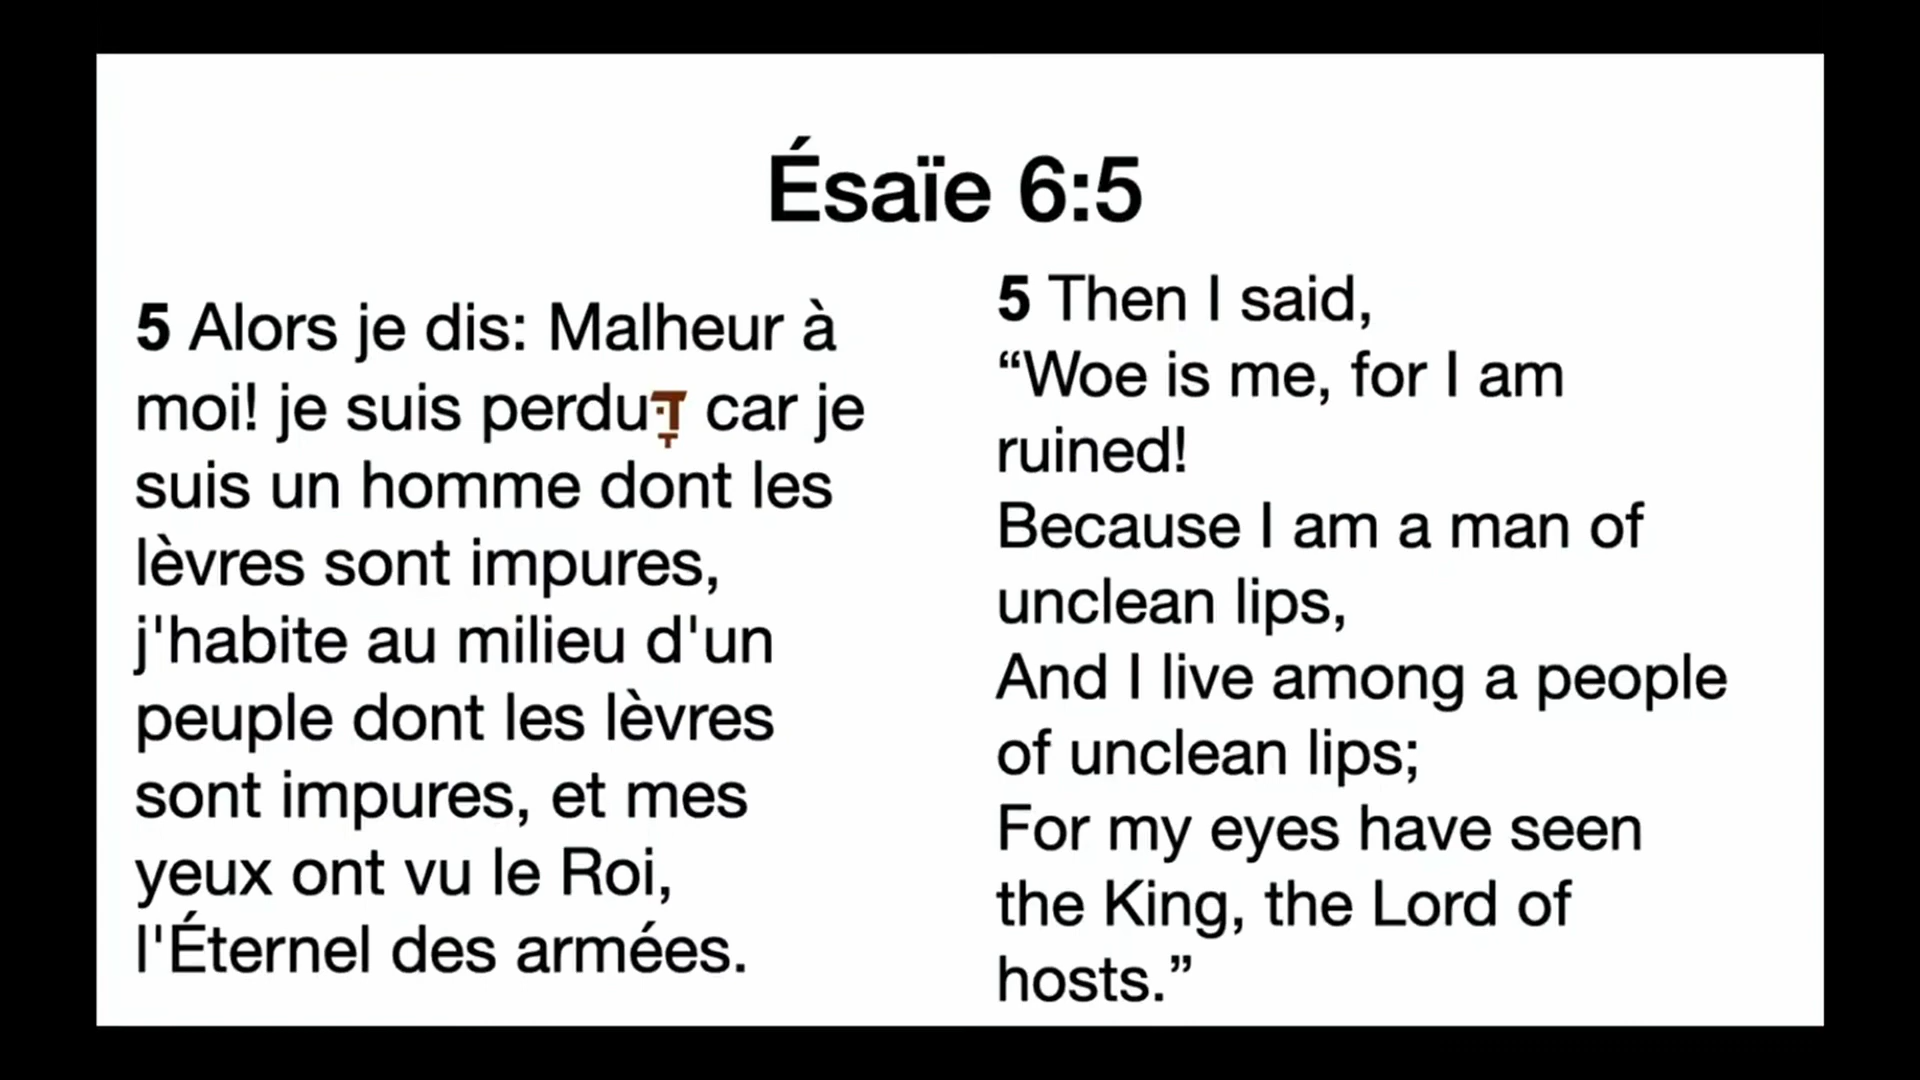 Ésaïe 6:5
5 Alors je dis: Malheur à
moi! je suis perduדָּ car je
suis un homme dont les
lèvres sont impures,
j'habite au milieu d'un
peuple dont les lèvres
sont impures, et mes
yeux ont vu le Roi,
l'Éternel des armées.
5 Then I said,
“Woe is me, for I am
ruined!
Because I am a man of
unclean lips,
And I live among a people
of unclean lips;
For my eyes have seen
the King, the Lord of
hosts.”